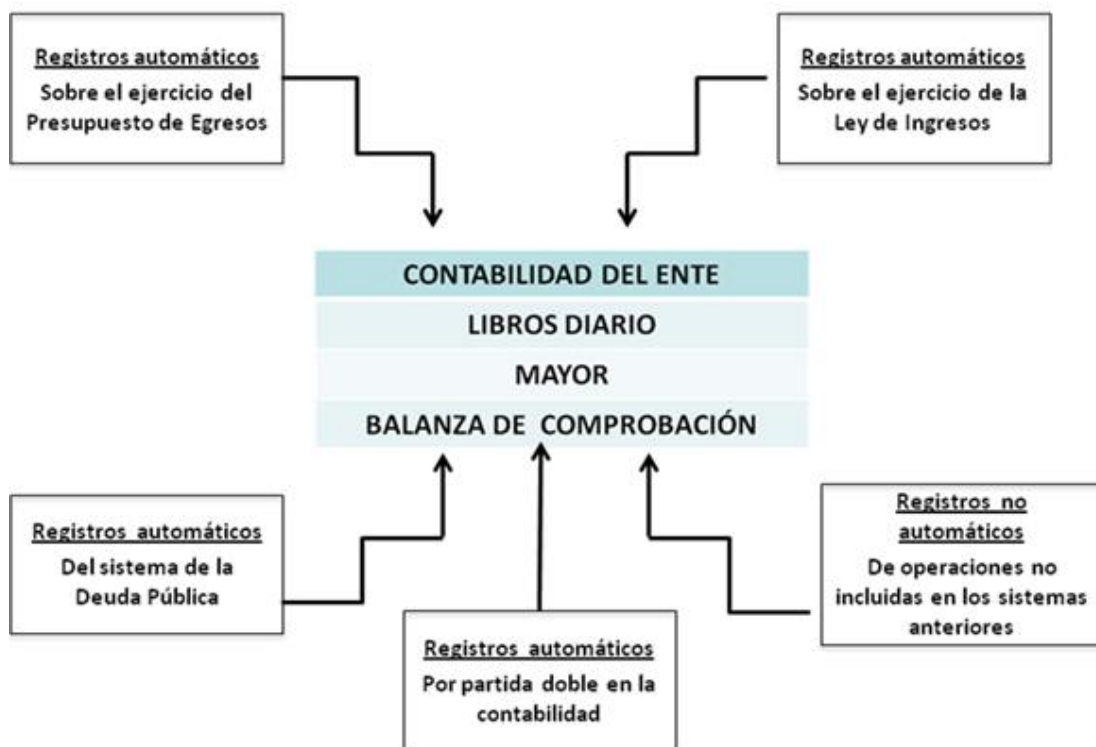 Registros automáticos
Sobre el ejercicio del
Presupuesto de Egresos
Registros automáticos
Sobre el ejercicio de la
Ley de Ingresos
CONTABILIDAD DEL ENTE
LIBROS DIARIO
MAYOR
BALANZA DE COMPROBACIÓN
Registros automáticos
Del sistema de la
Deuda Pública
Registros automáticos
Por partida doble en la
contabilidad
Registros no
automáticos
De operaciones no
incluidas en los sistemas
anteriores